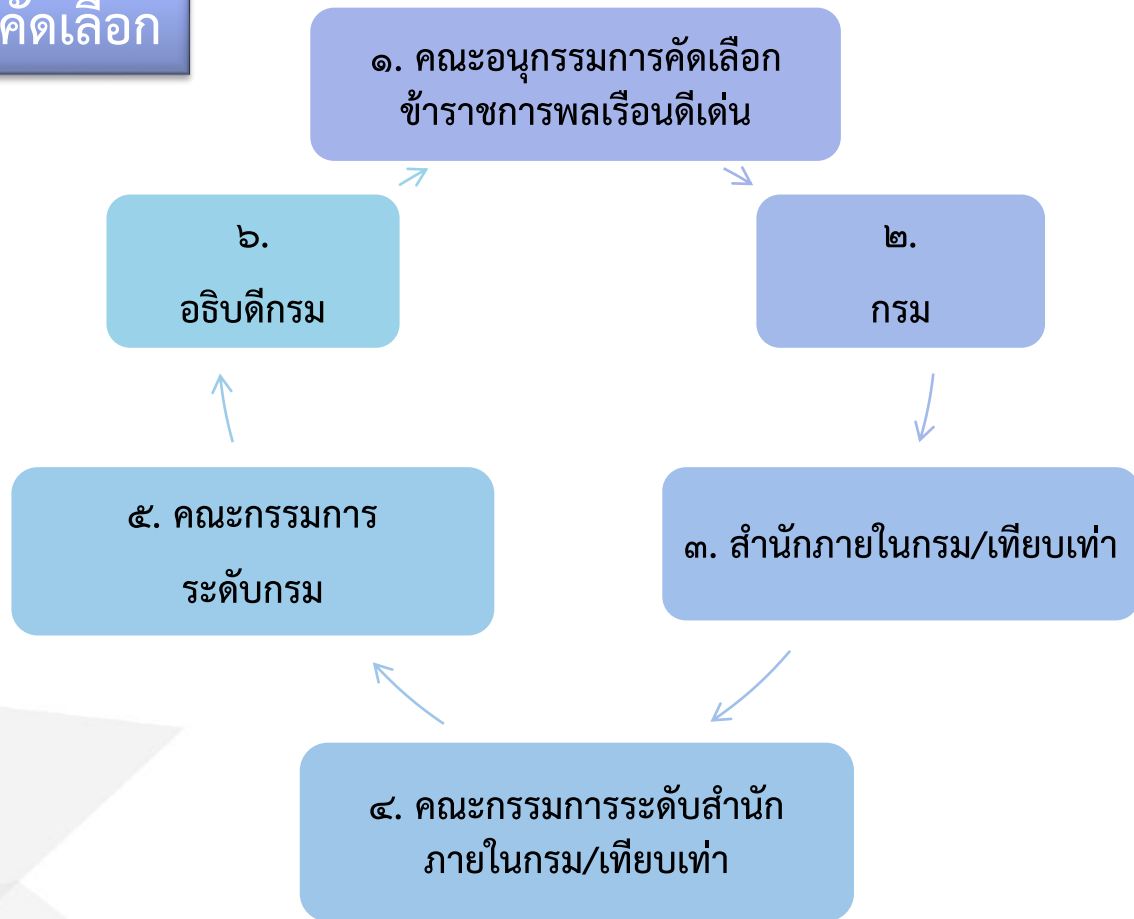 คัดเลือก
๑. คณะอนุกรรมการคัดเลือก
ข้าราชการพลเรือนดีเด่น
๒.
กรม
๓. สำนักภายในกรม/เทียบเท่า
๔. คณะกรรมการระดับสำนัก
ภายในกรม/เทียบเท่า
๕. คณะกรรมการ
ระดับกรม
๖.
อธิบดีกรม